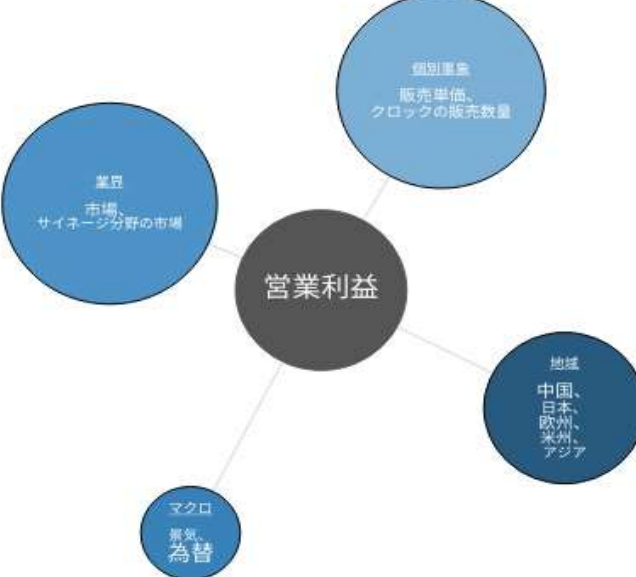 個別事象
販売単価、
クロックの販売数量
業界
市場、
サイネージ分野の市場
営業利益
地域
中国、
日本、
欧州、
米州、
アジア
マクロ
景気、
為替